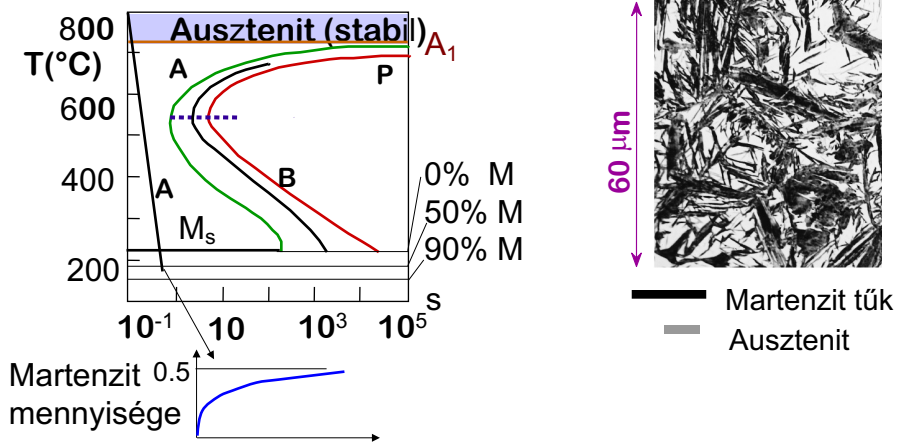 800
Ausztenit (stabil)
A1
T(°C)
A
P
600
400
A
B
0% M
Ms
50% M
90% M
200
s
10-1 10 103 105
Martenzit
mennyisége
0.5
60 μm
Martenzit tűk
Ausztenit